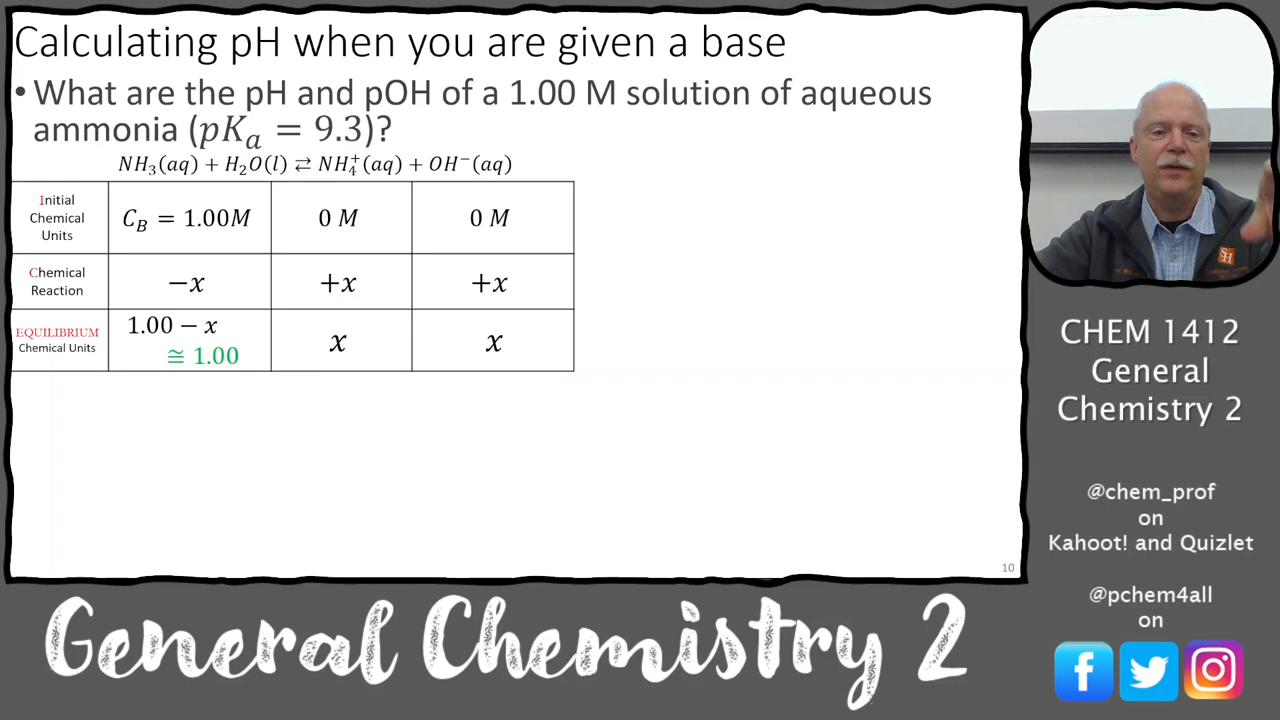 Calculating pH when you are given a base
• What are the pH and pOH of a 1.00 M solution of aqueous
ammonia (pKₐ = 9.3)?
NH₃(aq) + H₂O(l) ⇄ NH₄⁺(aq) + OH⁻(aq)
Initial
Chemical
Units
C_B = 1.00M
0 M
0 M
Chemical
Reaction
−x
+x
+x
EQUILIBRIUM
Chemical Units
1.00 − x
≅ 1.00
x
x
10
SH
CHEM 1412
General
Chemistry 2
@chem_prof
on
Kahoot! and Quizlet
@pchem4all
on
General Chemistry 2